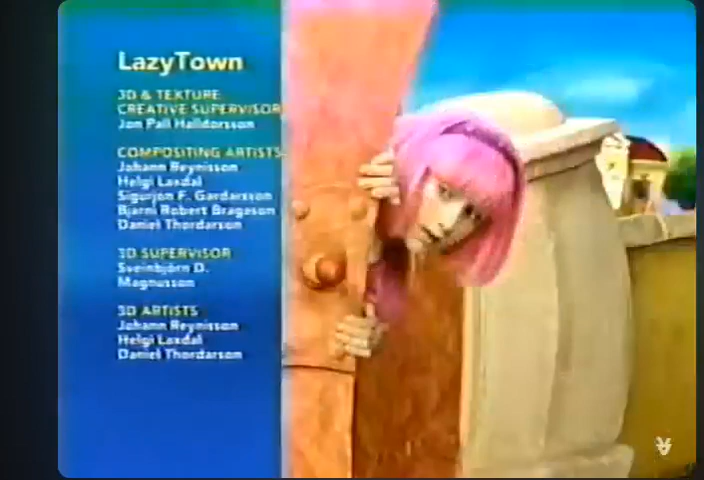 LazyTown
3D & TEXTURE
CREATIVE SUPERVISOR
Jon Pall Halldorsson
COMPOSITING ARTISTS
Johann Reynisson
Helgi Laxdal
Sigurjon F. Gardarsson
Bjarni Robert Bragason
Daniel Thordarson
3D SUPERVISOR
Sveinbjörn D.
Magnusson
3D ARTISTS
Johann Reynisson
Helgi Laxdal
Daniel Thordarson